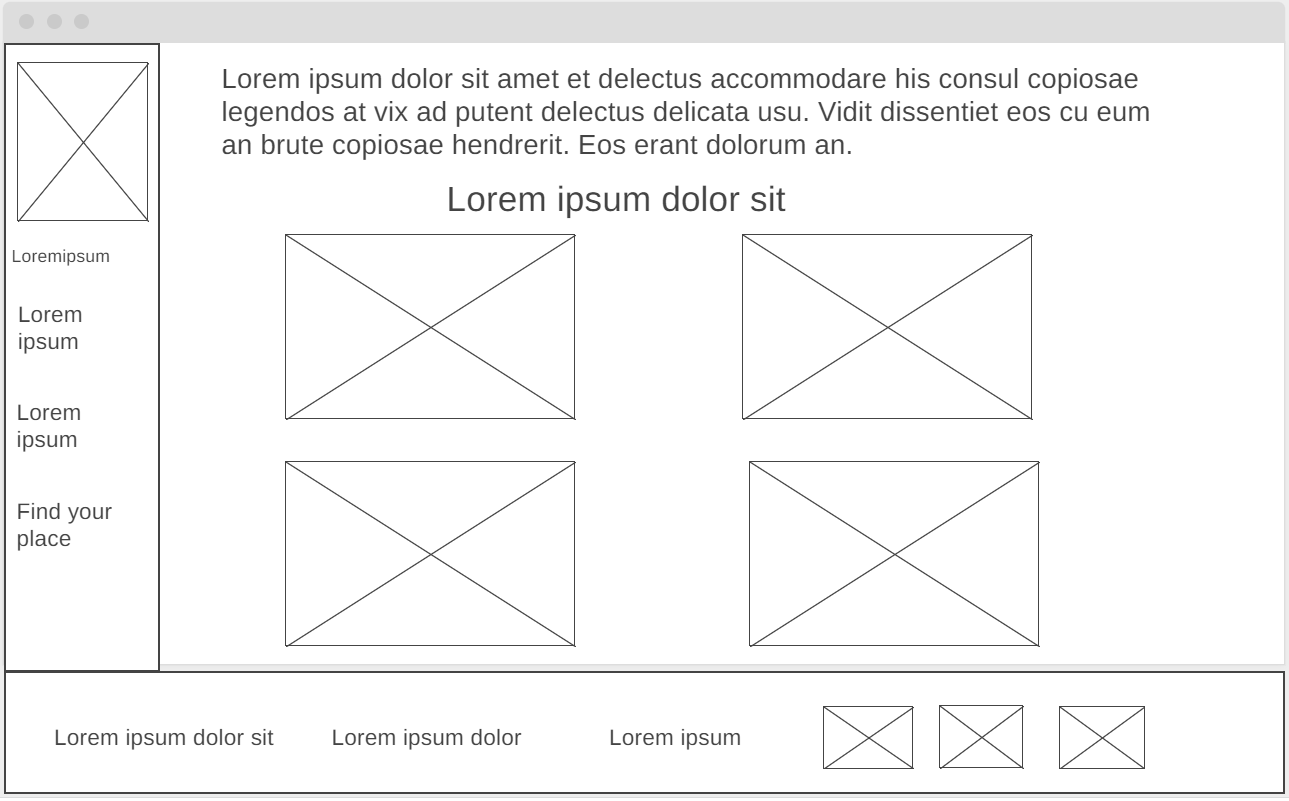 Lorem ipsum dolor sit amet et delectus accommodare his consul copiosae
legendos at vix ad putent delectus delicata usu. Vidit dissentiet eos cu eum
an brute copiosae hendrerit. Eos erant dolorum an.
Lorem ipsum dolor sit
Loremipsum
Lorem
ipsum
Lorem
ipsum
Find your
place
Lorem ipsum dolor sit
Lorem ipsum dolor
Lorem ipsum